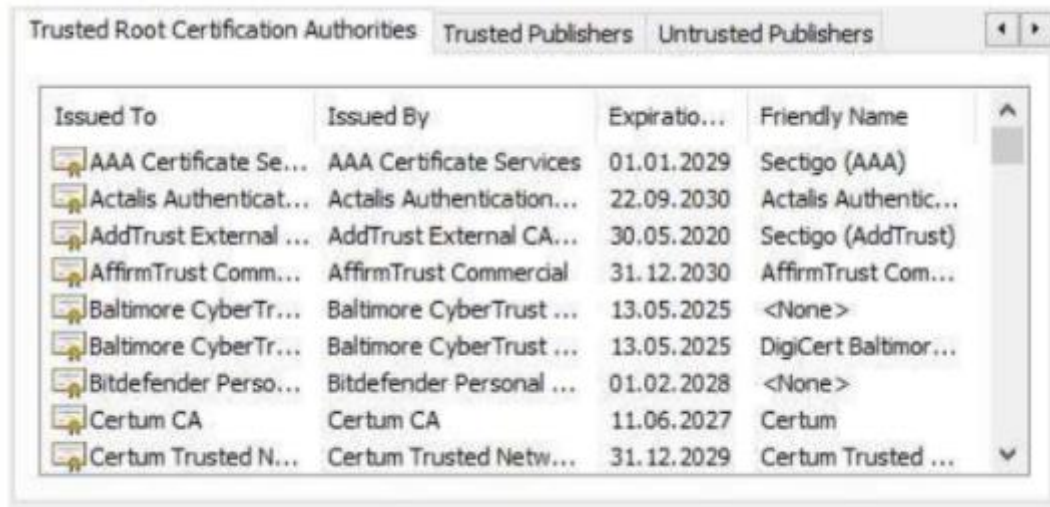 Trusted Root Certification Authorities Trusted Publishers Untrusted Publishers
Issued To Issued By Expiratio... Friendly Name
AAA Certificate Se... AAA Certificate Services 01.01.2029 Sectigo (AAA)
Actalis Authenticat... Actalis Authentication... 22.09.2030 Actalis Authentic...
AddTrust External ... AddTrust External CA... 30.05.2020 Sectigo (AddTrust)
AffirmTrust Comm... AffirmTrust Commercial 31.12.2030 AffirmTrust Com...
Baltimore CyberTr... Baltimore CyberTrust ... 13.05.2025 <None>
Baltimore CyberTr... Baltimore CyberTrust ... 13.05.2025 DigiCert Baltimor...
Bitdefender Perso... Bitdefender Personal ... 01.02.2028 <None>
Certum CA Certum CA 11.06.2027 Certum
Certum Trusted N... Certum Trusted Netw... 31.12.2029 Certum Trusted ...